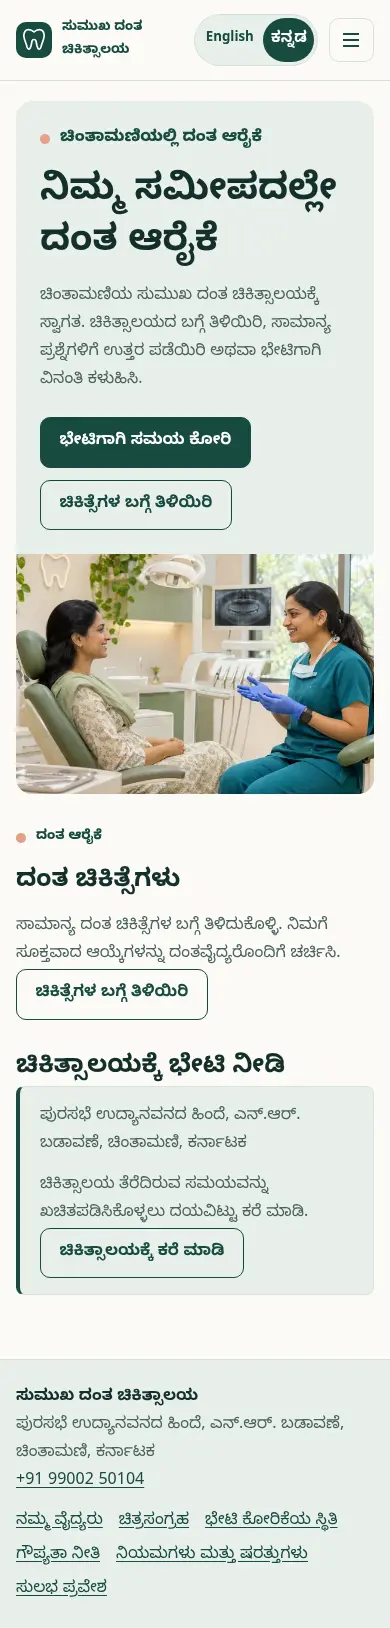 ಸುಮುಖ ದಂತ
ಚಿಕಿತ್ಸಾಲಯ
English ಕನ್ನಡ
ಚಿಂತಾಮಣಿಯಲ್ಲಿ ದಂತ ಆರೈಕೆ
ನಿಮ್ಮ ಸಮೀಪದಲ್ಲೇ
ದಂತ ಆರೈಕೆ
ಚಿಂತಾಮಣಿಯ ಸುಮುಖ ದಂತ ಚಿಕಿತ್ಸಾಲಯಕ್ಕೆ
ಸ್ವಾಗತ. ಚಿಕಿತ್ಸಾಲಯದ ಬಗ್ಗೆ ತಿಳಿಯಿರಿ, ಸಾಮಾನ್ಯ
ಪ್ರಶ್ನೆಗಳಿಗೆ ಉತ್ತರ ಪಡೆಯಿರಿ ಅಥವಾ ಭೇಟಿಗಾಗಿ
ವಿನಂತಿ ಕಳುಹಿಸಿ.
ಭೇಟಿಗಾಗಿ ಸಮಯ ಕೋರಿ
ಚಿಕಿತ್ಸೆಗಳ ಬಗ್ಗೆ ತಿಳಿಯಿರಿ
ದಂತ ಆರೈಕೆ
ದಂತ ಚಿಕಿತ್ಸೆಗಳು
ಸಾಮಾನ್ಯ ದಂತ ಚಿಕಿತ್ಸೆಗಳ ಬಗ್ಗೆ ತಿಳಿದುಕೊಳ್ಳಿ. ನಿಮಗೆ
ಸೂಕ್ತವಾದ ಆಯ್ಕೆಗಳನ್ನು ದಂತವೈದ್ಯರೊಂದಿಗೆ ಚರ್ಚಿಸಿ.
ಚಿಕಿತ್ಸೆಗಳ ಬಗ್ಗೆ ತಿಳಿಯಿರಿ
ಚಿಕಿತ್ಸಾಲಯಕ್ಕೆ ಭೇಟಿ ನೀಡಿ
ಪುರಸಭೆ ಉದ್ಯಾನವನದ ಹಿಂದೆ, ಎನ್.ಆರ್.
ಬಡಾವಣೆ, ಚಿಂತಾಮಣಿ, ಕರ್ನಾಟಕ
ಚಿಕಿತ್ಸಾಲಯ ತೆರೆದಿರುವ ಸಮಯವನ್ನು
ಖಚಿತಪಡಿಸಿಕೊಳ್ಳಲು ದಯವಿಟ್ಟು ಕರೆ ಮಾಡಿ.
ಚಿಕಿತ್ಸಾಲಯಕ್ಕೆ ಕರೆ ಮಾಡಿ
ಸುಮುಖ ದಂತ ಚಿಕಿತ್ಸಾಲಯ
ಪುರಸಭೆ ಉದ್ಯಾನವನದ ಹಿಂದೆ, ಎನ್.ಆರ್. ಬಡಾವಣೆ,
ಚಿಂತಾಮಣಿ, ಕರ್ನಾಟಕ
+91 99002 50104
ನಮ್ಮ ವೈದ್ಯರು ಚಿತ್ರಸಂಗ್ರಹ ಭೇಟಿ ಕೋರಿಕೆಯ ಸ್ಥಿತಿ
ಗೌಪ್ಯತಾ ನೀತಿ ನಿಯಮಗಳು ಮತ್ತು ಷರತ್ತುಗಳು
ಸುಲಭ ಪ್ರವೇಶ